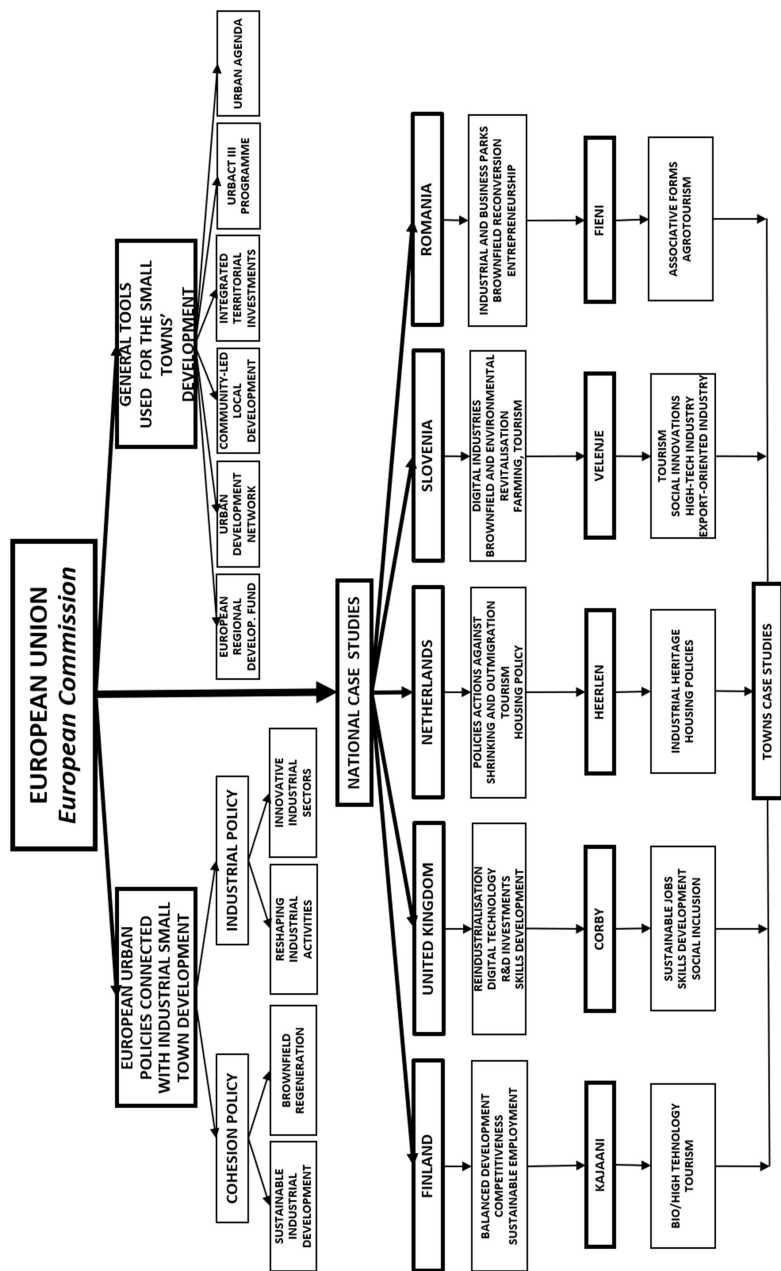 EUROPEAN UNION
European Commission
EUROPEAN URBAN
POLICIES CONNECTED
WITH INDUSTRIAL SMALL
TOWN DEVELOPMENT
GENERAL TOOLS
USED FOR THE SMALL
TOWNS’
DEVELOPMENT
COHESION POLICY
INDUSTRIAL POLICY
SUSTAINABLE
INDUSTRIAL
DEVELOPMENT
BROWNFIELD
REGENERATION
RESHAPING
INDUSTRIAL
ACTIVITIES
INNOVATIVE
INDUSTRIAL
SECTORS
EUROPEAN
REGIONAL
DEVELOP. FUND
URBAN
DEVELOPMENT
NETWORK
COMMUNITY-LED
LOCAL
DEVELOPMENT
INTEGRATED
TERRITORIAL
INVESTMENTS
URBACT III
PROGRAMME
URBAN AGENDA
NATIONAL CASE STUDIES
FINLAND
UNITED KINGDOM
NETHERLANDS
SLOVENIA
ROMANIA
BALANCED DEVELOPMENT
COMPETITIVENESS
SUSTAINABLE EMPLOYMENT
REINDUSTRIALISATION
DIGITAL TECHNOLOGY
R&D INVESTMENTS
SKILLS DEVELOPMENT
POLICIES ACTIONS AGAINST
SHRINKING AND OUTMIGRATION
TOURISM
HOUSING POLICY
DIGITAL INDUSTRIES
BROWNFIELD AND ENVIRONMENTAL
REVITALISATION
FARMING, TOURISM
INDUSTRIAL AND BUSINESS PARKS
BROWNFIELD RECONVERSION
ENTREPRENEURSHIP
KAJAANI
CORBY
HEERLEN
VELENJE
FIENI
BIO/HIGH TEHNOLOGY
TOURISM
SUSTAINABLE JOBS
SKILLS DEVELOPMENT
SOCIAL INCLUSION
INDUSTRIAL HERITAGE
HOUSING POLICIES
TOURISM
SOCIAL INNOVATIONS
HIGH-TECH INDUSTRY
EXPORT-ORIENTED INDUSTRY
ASSOCIATIVE FORMS
AGROTOURISM
TOWNS CASE STUDIES